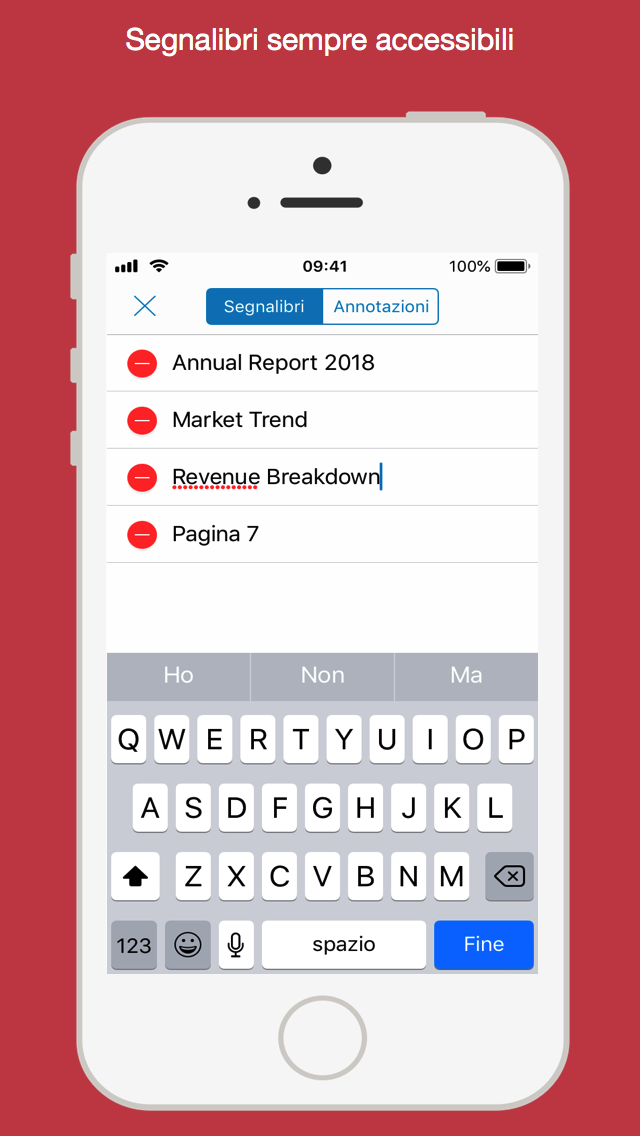 Segnalibri sempre accessibili
09:41
100%
Segnalibri Annotazioni
Annual Report 2018
Market Trend
Revenue Breakdown
Pagina 7
Ho Non Ma
Q W E R T Y U I O P
A S D F G H J K L
Z X C V B N M
123 spazio Fine